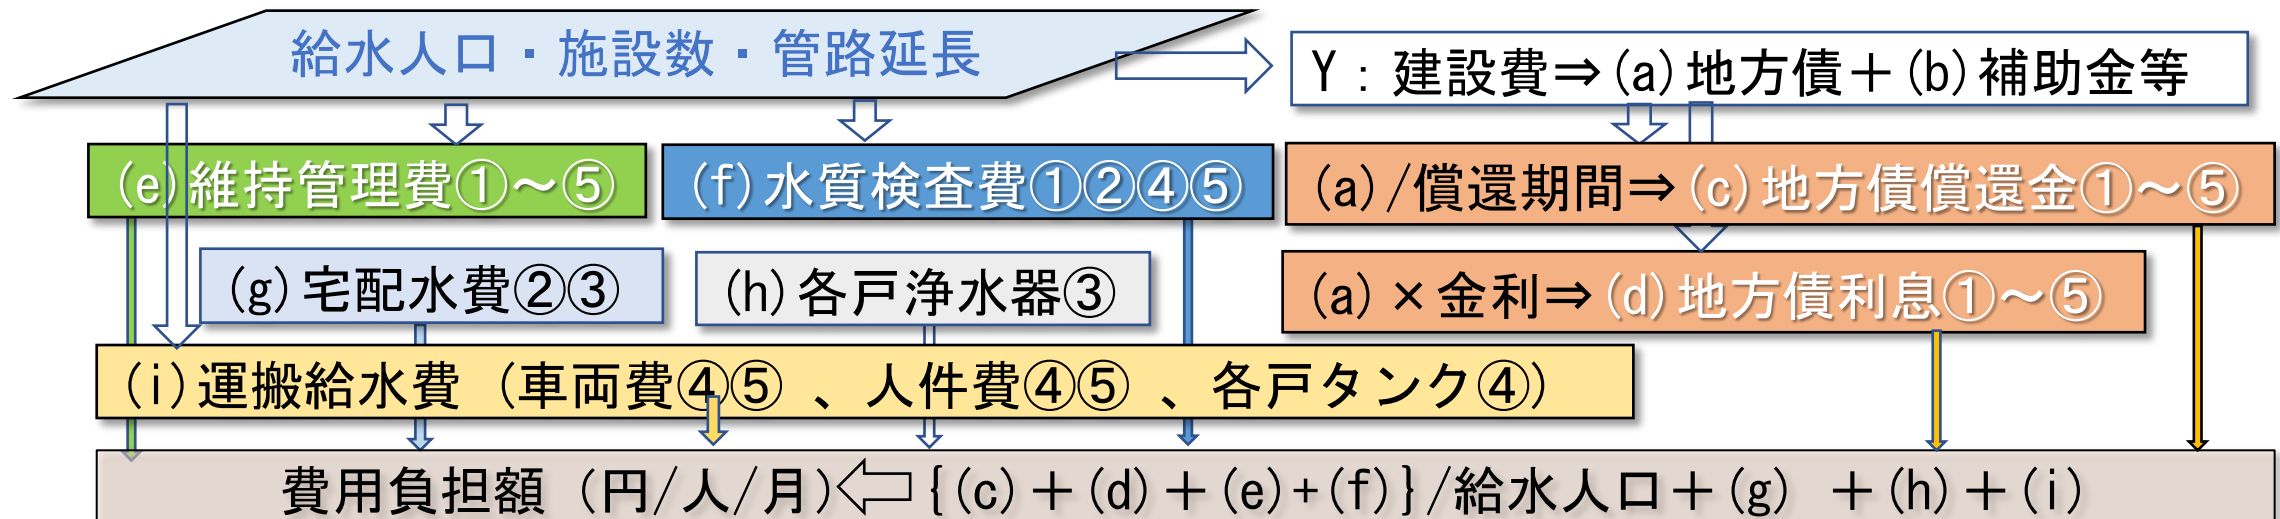 給水人口・施設数・管路延長
Y：建設費⇒(a)地方債＋(b)補助金等
(e)維持管理費①～⑤
(f)水質検査費①②④⑤
(a)/償還期間⇒(c)地方債償還金①～⑤
(g)宅配水費②③
(h)各戸浄水器③
(a)×金利⇒(d)地方債利息①～⑤
(i)運搬給水費（車両費④⑤ 、人件費④⑤ 、各戸タンク④）
費用負担額（円/人/月） {(c)＋(d)＋(e)+(f)}/給水人口＋(g) ＋(h)＋(i)